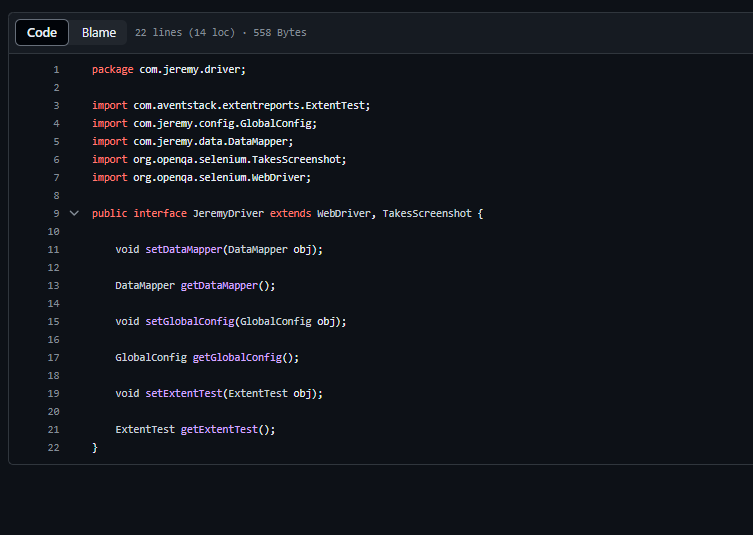 Code Blame 22 lines (14 loc) · 558 Bytes
1 package com.jeremy.driver;
2
3 import com.aventstack.extentreports.ExtentTest;
4 import com.jeremy.config.GlobalConfig;
5 import com.jeremy.data.DataMapper;
6 import org.openqa.selenium.TakesScreenshot;
7 import org.openqa.selenium.WebDriver;
8
9 public interface JeremyDriver extends WebDriver, TakesScreenshot {
10
11 void setDataMapper(DataMapper obj);
12
13 DataMapper getDataMapper();
14
15 void setGlobalConfig(GlobalConfig obj);
16
17 GlobalConfig getGlobalConfig();
18
19 void setExtentTest(ExtentTest obj);
20
21 ExtentTest getExtentTest();
22 }